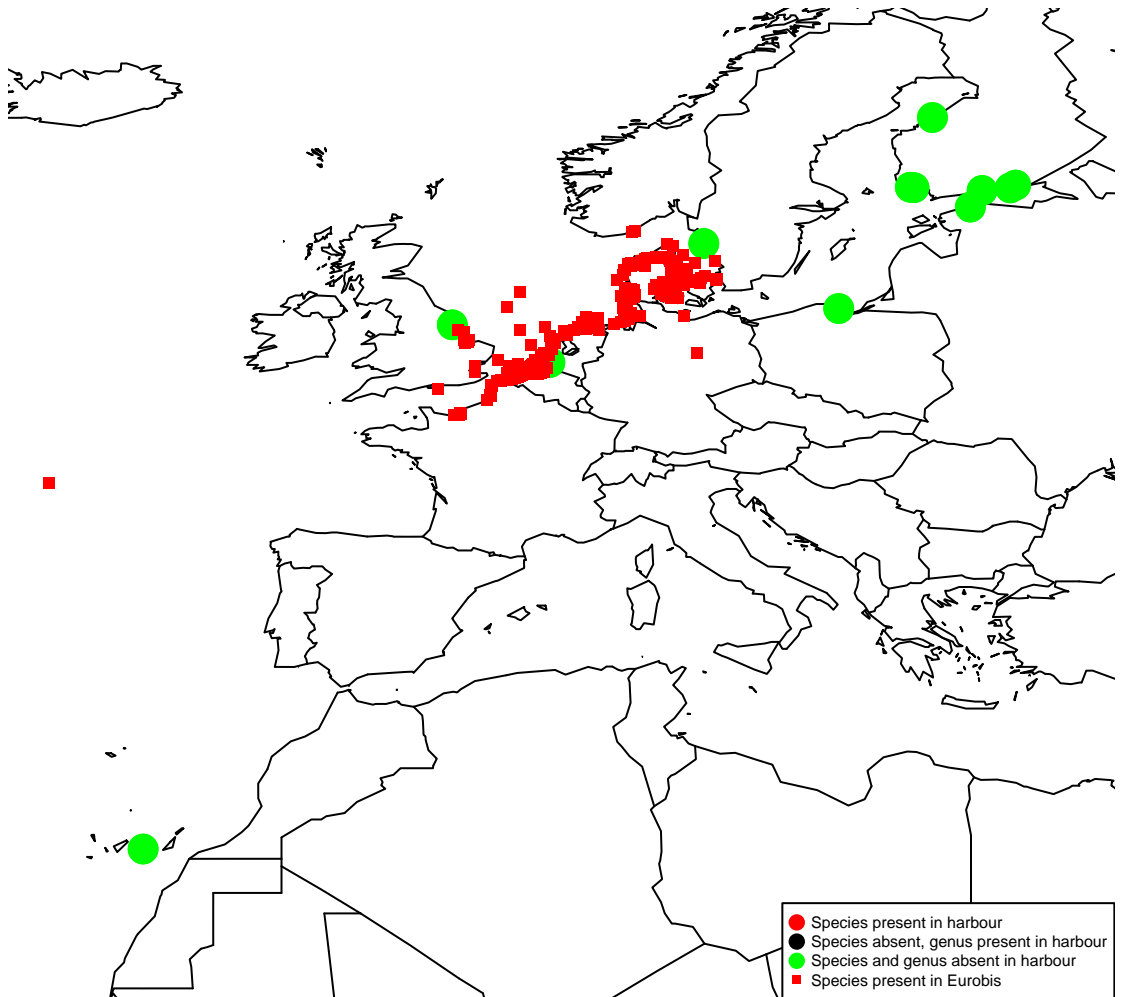 Species present in harbour
Species absent, genus present in harbour
Species and genus absent in harbour
Species present in Eurobis